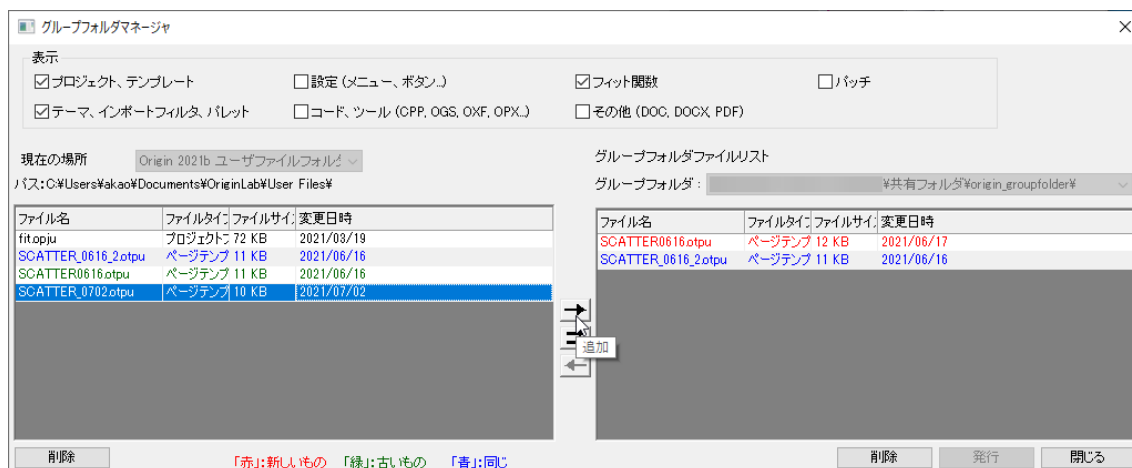 グループフォルダマネージャ
表示
プロジェクト、テンプレート 設定 (メニュー、ボタン...) フィット関数 パッチ
テーマ、インポートフィルタ、パレット コード、ツール (CPP, OGS, OXF, OPX...) その他 (DOC, DOCX, PDF)
現在の場所 Origin 2021b ユーザファイルフォルダ
グループフォルダファイルリスト
パス:C:¥Users¥akao¥Documents¥OriginLab¥User Files¥
グループフォルダ: ¥共有フォルダ¥origin_groupfolder¥
ファイル名 ファイルタイプ ファイルサイズ 変更日時
fit.opju プロジェクトフ 72 KB 2021/03/19
SCATTER_0616_2.otpu ページテンプ 11 KB 2021/06/16
SCATTER0616.otpu ページテンプ 11 KB 2021/06/16
SCATTER_0702.otpu ページテンプ 10 KB 2021/07/02
ファイル名 ファイルタイプ ファイルサイズ 変更日時
SCATTER0616.otpu ページテンプ 12 KB 2021/06/17
SCATTER_0616_2.otpu ページテンプ 11 KB 2021/06/16
追加
削除 「赤」:新しいもの 「緑」:古いもの 「青」:同じ
削除 発行 閉じる